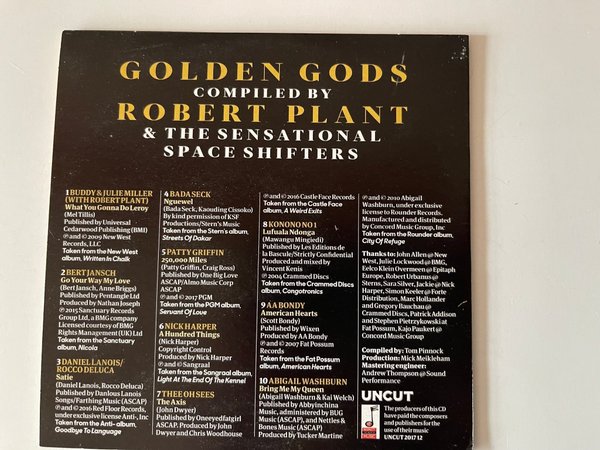 GOLDEN GODS
COMPILED BY
ROBERT PLANT
& THE SENSATIONAL
SPACE SHIFTERS
1 BUDDY & JULIE MILLER
(WITH ROBERT PLANT)
What You Gonna Do Leroy
(Mel Tillis)
Published by Universal
Cedarwood Publishing (BMI)
℗ and © 2009 New West
Records, LLC
Taken from the New West
album, Written In Chalk
2 BERT JANSCH
Go Your Way My Love
(Bert Jansch, Anne Briggs)
Published by Pentangle Ltd
Produced by Nathan Joseph
℗ 2015 Sanctuary Records
Group Ltd, a BMG company
Licensed courtesy of BMG
Rights Management (UK) Ltd
Taken from the Sanctuary
album, Nicola
3 DANIEL LANOIS/
ROCCO DELUCA
Satie
(Daniel Lanois, Rocco Deluca)
Published by Danlous Lanois
Songs/Farthing Music (ASCAP)
℗ and © 2016 Red Floor Records,
under exclusive license Anti-, Inc
Taken from the Anti- album,
Goodbye To Language
4 BADA SECK
Nguewel
(Bada Seck, Kaouding Cissoko)
By kind permission of KSF
Productions/Stern's Music
Taken from the Stern's album,
Streets Of Dakar
5 PATTY GRIFFIN
250,000 Miles
(Patty Griffin, Craig Ross)
Published by One Big Love
ASCAP/Almo Music Corp
ASCAP
℗ and © 2017 PGM
Taken from the PGM album,
Servant Of Love
6 NICK HARPER
A Hundred Things
(Nick Harper)
Copyright Control
Produced by Nick Harper
℗ and © Sangraal
Taken from the Sangraal album,
Light At The End Of The Kennel
7 THEE OH SEES
The Axis
(John Dwyer)
Published by Oneeyedfatgirl
ASCAP. Produced by John
Dwyer and Chris Woodhouse
℗ and © 2016 Castle Face Records
Taken from the Castle Face
album, A Weird Exits
8 KONONO NO 1
Lufuala Ndonga
(Mawangu Mingiedi)
Published by Les Editions de
la Bascule/Strictly Confidential
Produced and mixed by
Vincent Kenis
℗ 2004 Crammed Discs
Taken from the Crammed Discs
album, Congotronics
9 AA BONDY
American Hearts
(Scott Bondy)
Published by Wixen
Produced by AA Bondy
℗ and © 2007 Fat Possum
Records
Taken from the Fat Possum
album, American Hearts
10 ABIGAIL WASHBURN
Bring Me My Queen
(Abigail Washburn & Kai Welch)
Published by Abbyinchina
Music, administered by BUG
Music (ASCAP), and Nettles &
Bones Music (ASCAP)
Produced by Tucker Martine
℗ and © 2010 Abigail
Washburn, under exclusive
license to Rounder Records.
Manufactured and distributed
by Concord Music Group, Inc
Taken from the Rounder album,
City Of Refuge
Thanks to: John Allen @ New
West, Julie Lockwood @ BMG,
Eelco Klein Overmeen @ Epitaph
Europe, Robert Urbanus @
Sterns, Sara Silver, Jackie @ Nick
Harper, Simon Keeler @ Forte
Distribution, Marc Hollander
and Gregory Bauchau @
Crammed Discs, Patrick Addison
and Stephen Pietrzykowski at
Fat Possum, Kajo Paukert @
Concord Music Group
Compiled by: Tom Pinnock
Production: Mick Meikleham
Mastering engineer:
Andrew Thompson @ Sound
Performance
UNCUT
The producers of this CD
have paid the composers
and publishers for the
use of their music
UNCUT 2017 12